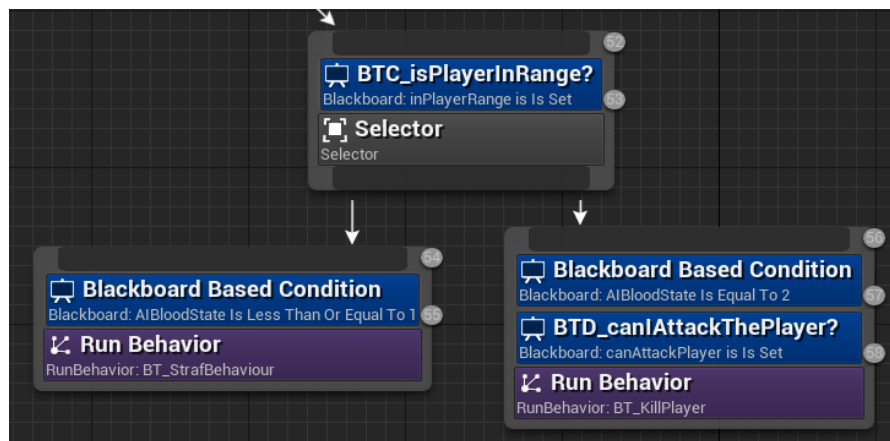 52
BTC_isPlayerInRange?
Blackboard: inPlayerRange is Is Set
53
Selector
Selector
54
Blackboard Based Condition
Blackboard: AIBloodState Is Less Than Or Equal To 1
55
Run Behavior
RunBehavior: BT_StrafBehaviour
56
Blackboard Based Condition
Blackboard: AIBloodState Is Equal To 2
57
BTD_canIAttackThePlayer?
Blackboard: canAttackPlayer is Is Set
58
Run Behavior
RunBehavior: BT_KillPlayer